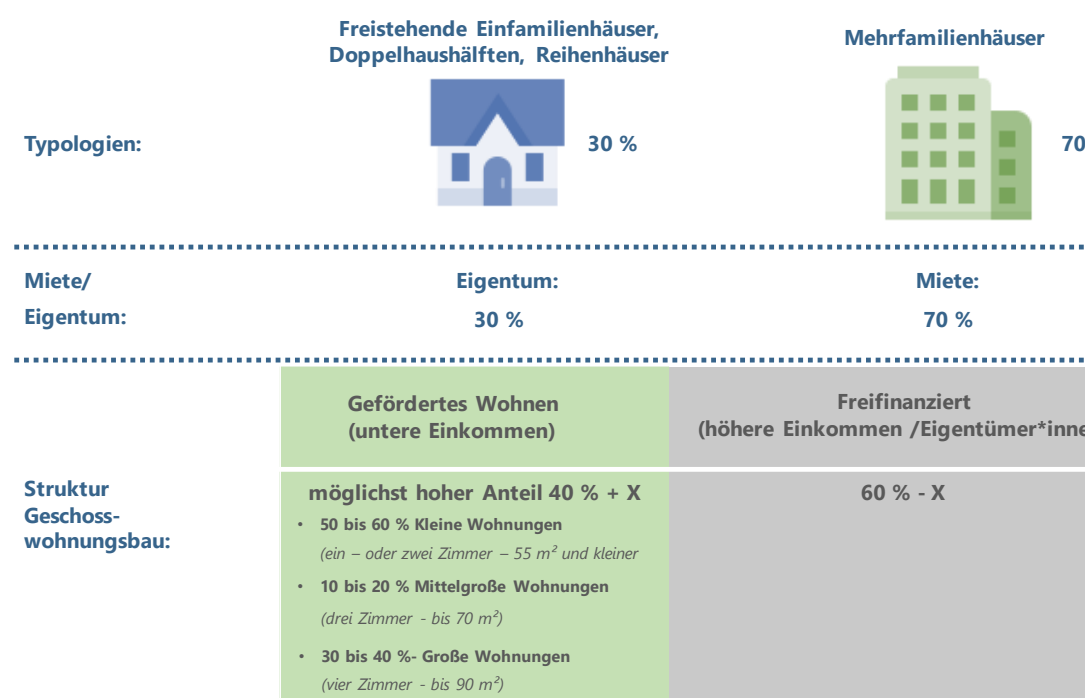 Freistehende Einfamilienhäuser,
Doppelhaushälften, Reihenhäuser
Mehrfamilienhäuser
Typologien:
30 %
70
Miete/
Eigentum:
Eigentum:
30 %
Miete:
70 %
Gefördertes Wohnen
(untere Einkommen)
Freifinanziert
(höhere Einkommen /Eigentümer*inne
Struktur
Geschoss-
wohnungsbau:
möglichst hoher Anteil 40 % + X
• 50 bis 60 % Kleine Wohnungen
(ein – oder zwei Zimmer – 55 m² und kleiner
• 10 bis 20 % Mittelgroße Wohnungen
(drei Zimmer - bis 70 m²)
• 30 bis 40 %- Große Wohnungen
(vier Zimmer - bis 90 m²)
60 % - X